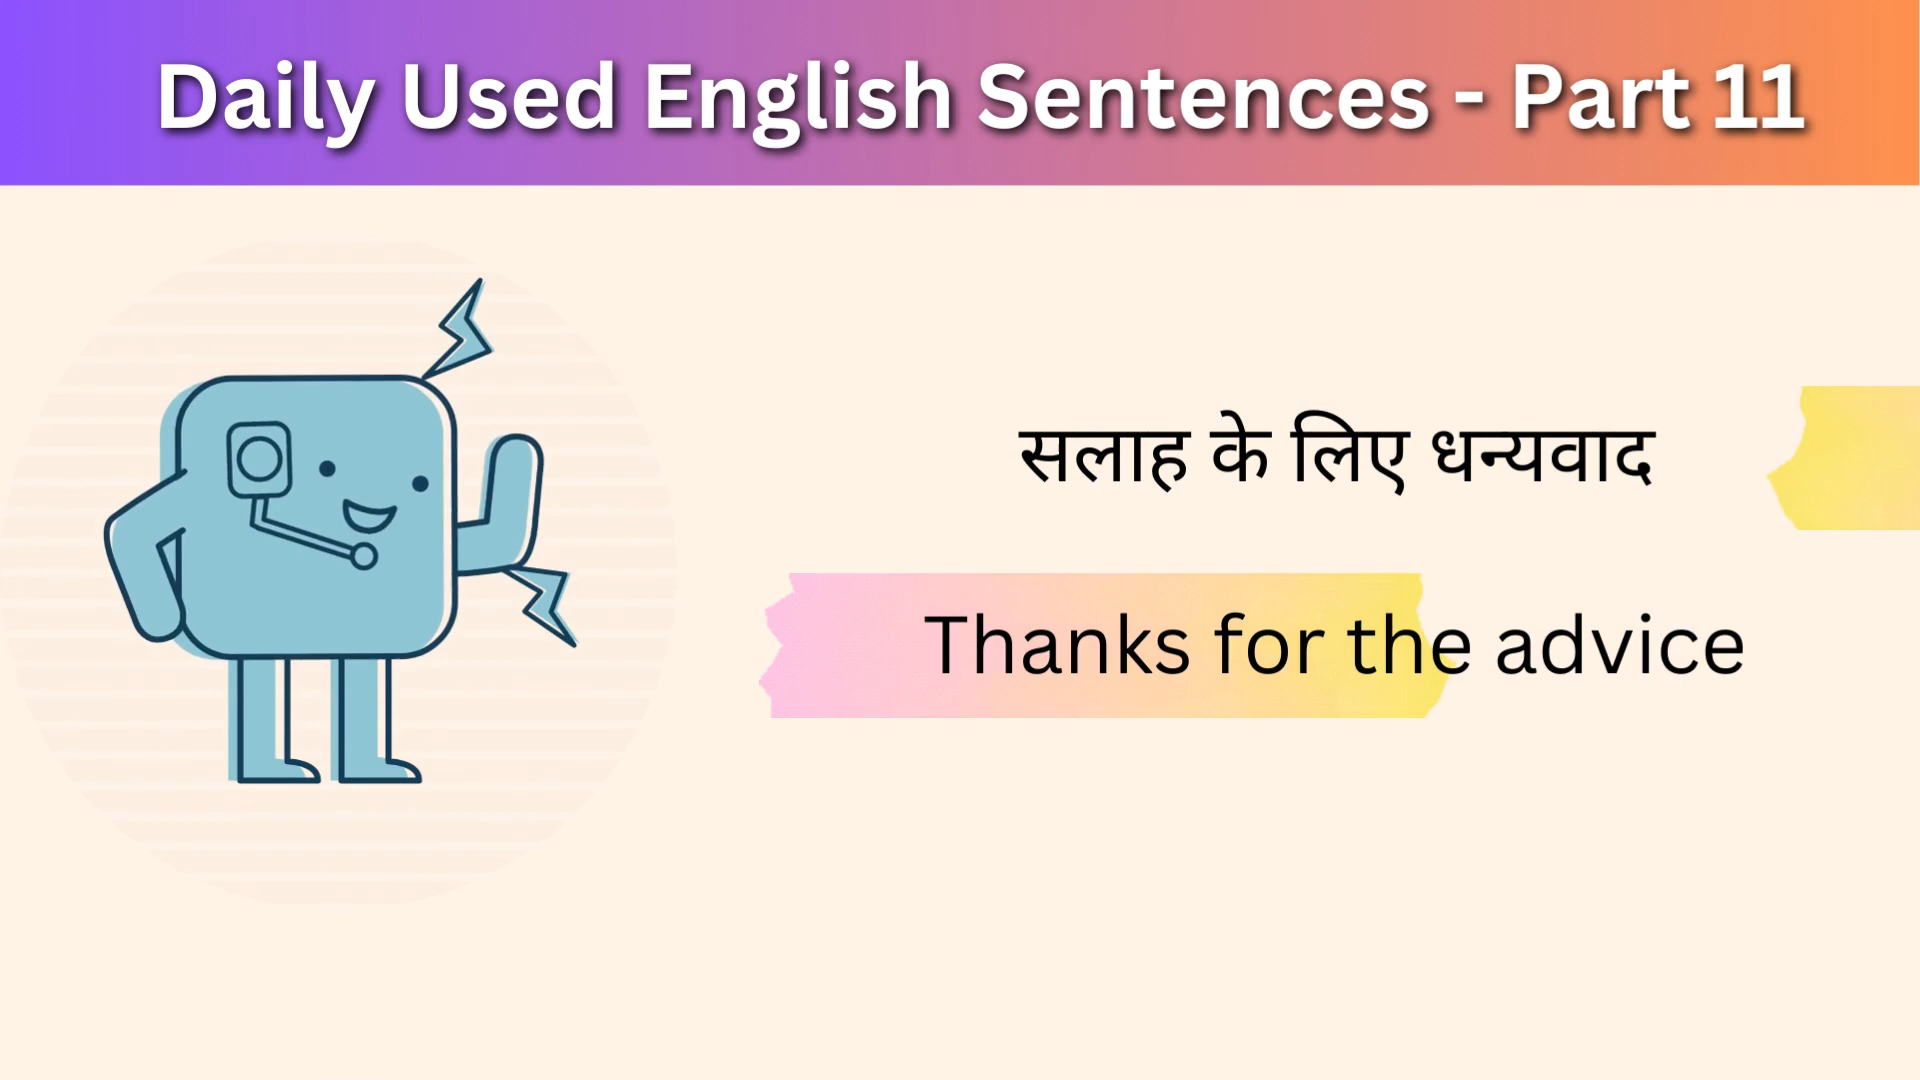 Daily Used English Sentences - Part 11
सलाह के लिए धन्यवाद
Thanks for the advice